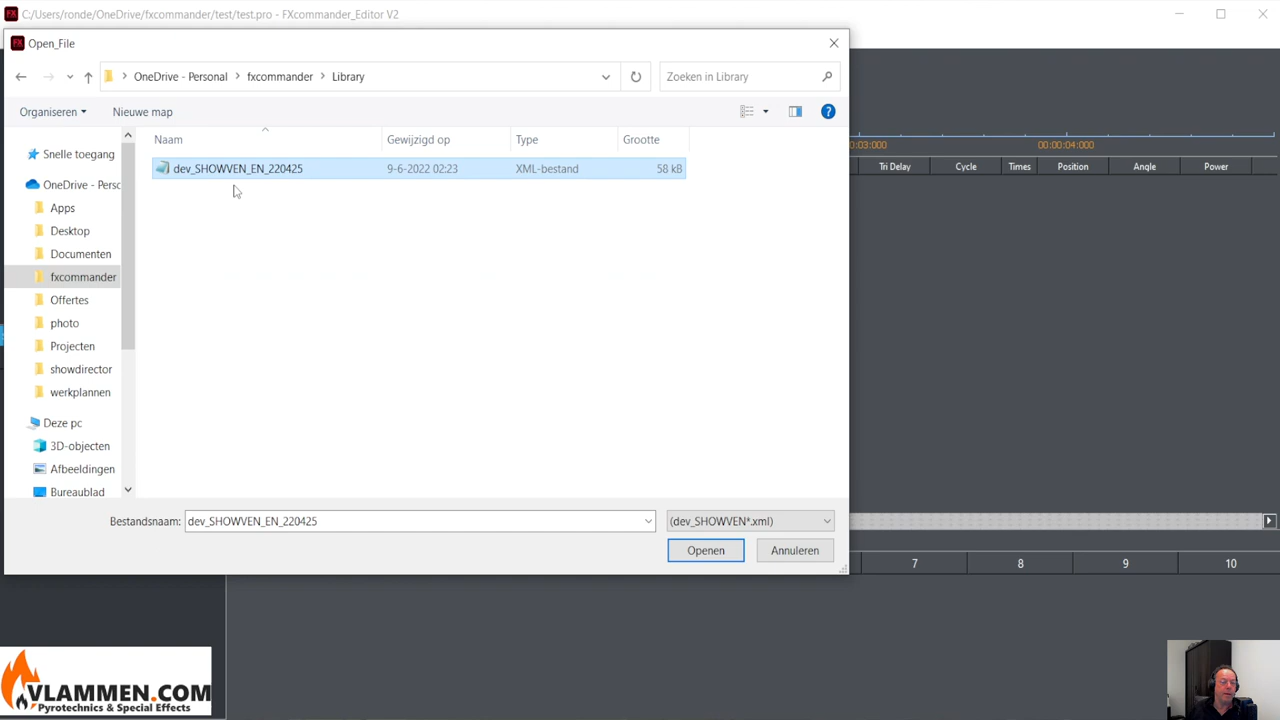 C:/Users/ronde/OneDrive/fxcommander/test/test.pro - FXcommander_Editor V2
Open_File
OneDrive - Personal > fxcommander > Library
Zoeken in Library
Organiseren
Nieuwe map
Naam
Gewijzigd op
Type
Grootte
dev_SHOWVEN_EN_220425
9-6-2022 02:23
XML-bestand
58 kB
Snelle toegang
OneDrive - Perso
Apps
Desktop
Documenten
fxcommander
Offertes
photo
Projecten
showdirector
werkplannen
Deze pc
3D-objecten
Afbeeldingen
Bureaublad
Bestandsnaam:
dev_SHOWVEN_EN_220425
(dev_SHOWVEN*.xml)
Openen
Annuleren
0:03:000
00:00:04:000
Tri Delay
Cycle
Times
Position
Angle
Power
7
8
9
10
VLAMMEN.COM
Pyrotechnics & Special Effects